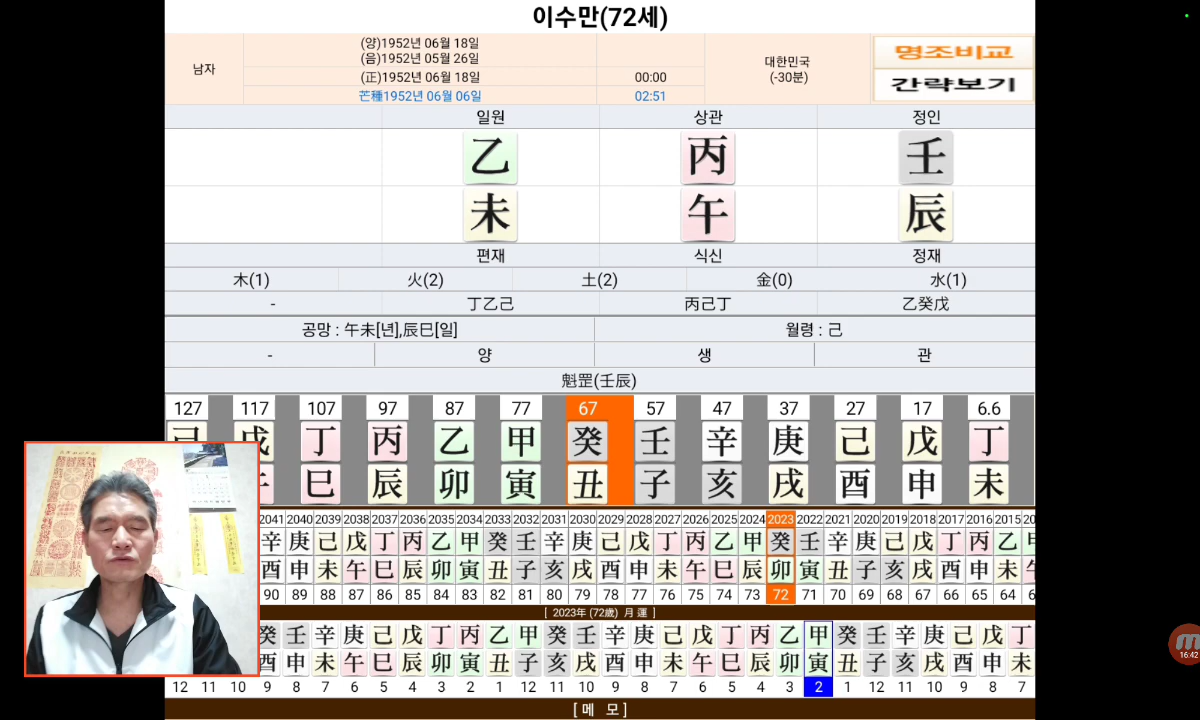 이수만(72세)
남자
(양)1952년 06월 18일
(음)1952년 05월 26일
(正)1952년 06월 18일 00:00
芒種1952년 06월 06일 02:51
대한민국
(-30분)
명조비교
간략보기
일원 상관 정인
乙 丙 壬
未 午 辰
편재 식신 정재
木(1) 火(2) 土(2) 金(0) 水(1)
- 丁乙己 丙己丁 乙癸戊
공망 : 午未[년],辰巳[일] 월령 : 己
- 양 생 관
魁罡(壬辰)
127 117 107 97 87 77 67 57 47 37 27 17 6.6
己 戊 丁 丙 乙 甲 癸 壬 辛 庚 己 戊 丁
午 巳 辰 卯 寅 丑 子 亥 戌 酉 申 未
2041 2040 2039 2038 2037 2036 2035 2034 2033 2032 2031 2030 2029 2028 2027 2026 2025 2024 2023 2022 2021 2020 2019 2018 2017 2016 2015
辛 庚 己 戊 丁 丙 乙 甲 癸 壬 辛 庚 己 戊 丁 丙 乙 甲 癸 壬 辛 庚 己 戊 丁 丙 乙
酉 申 未 午 巳 辰 卯 寅 丑 子 亥 戌 酉 申 未 午 巳 辰 卯 寅 丑 子 亥 戌 酉 申 未
90 89 88 87 86 85 84 83 82 81 80 79 78 77 76 75 74 73 72 71 70 69 68 67 66 65 64
[ 2023年 (72歲) 月 運 ]
癸 壬 辛 庚 己 戊 丁 丙 乙 甲 癸 壬 辛 庚 己 戊 丁 丙 乙 甲 癸 壬 辛 庚 己 戊 丁
酉 申 未 午 巳 辰 卯 寅 丑 子 亥 戌 酉 申 未 午 巳 辰 卯 寅 丑 子 亥 戌 酉 申 未
12 11 10 9 8 7 6 5 4 3 2 1 12 11 10 9 8 7 6 5 4 3 2 1 12 11 10 9 8 7
[ 메 모 ]
16:42